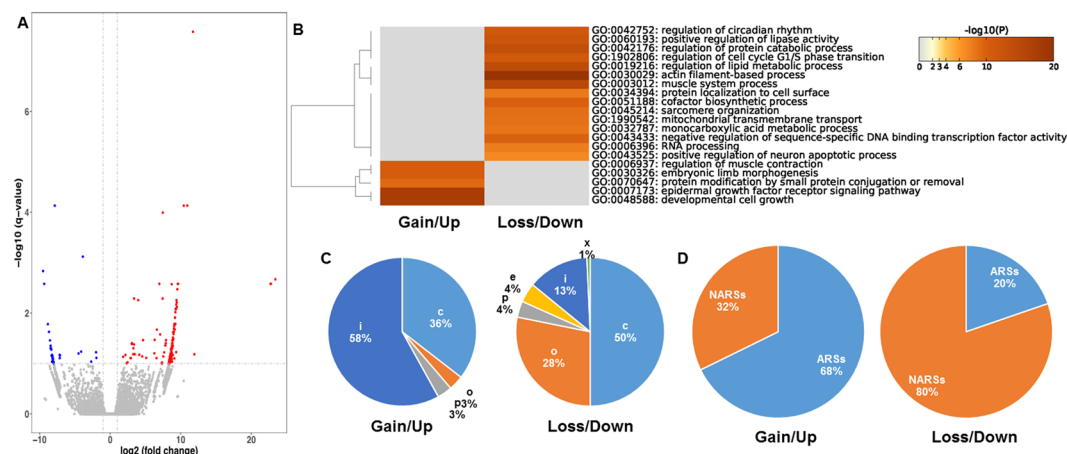 A
-log10 (q-value)
6
4
2
0
-10
0
10
20
log2 (fold change)
B
GO:0042752: regulation of circadian rhythm
GO:0060193: positive regulation of lipase activity
GO:0042176: regulation of protein catabolic process
GO:1902806: regulation of cell cycle G1/S phase transition
GO:0019216: regulation of lipid metabolic process
GO:0030029: actin filament-based process
GO:0003012: muscle system process
GO:0034394: protein localization to cell surface
GO:0051188: cofactor biosynthetic process
GO:0045214: sarcomere organization
GO:1990542: mitochondrial transmembrane transport
GO:0032787: monocarboxylic acid metabolic process
GO:0043433: negative regulation of sequence-specific DNA binding transcription factor activity
GO:0006396: RNA processing
GO:0043525: positive regulation of neuron apoptotic process
GO:0006937: regulation of muscle contraction
GO:0030326: embryonic limb morphogenesis
GO:0070647: protein modification by small protein conjugation or removal
GO:0007173: epidermal growth factor receptor signaling pathway
GO:0048588: developmental cell growth
Gain/Up
Loss/Down
-log10(P)
0 2 3 4 6 10 20
C
i
58%
c
36%
o
p3%
3%
Gain/Up
x
1%
e
4%
p
4%
i
13%
c
50%
o
28%
Loss/Down
D
NARSs
32%
ARSs
68%
Gain/Up
ARSs
20%
NARSs
80%
Loss/Down